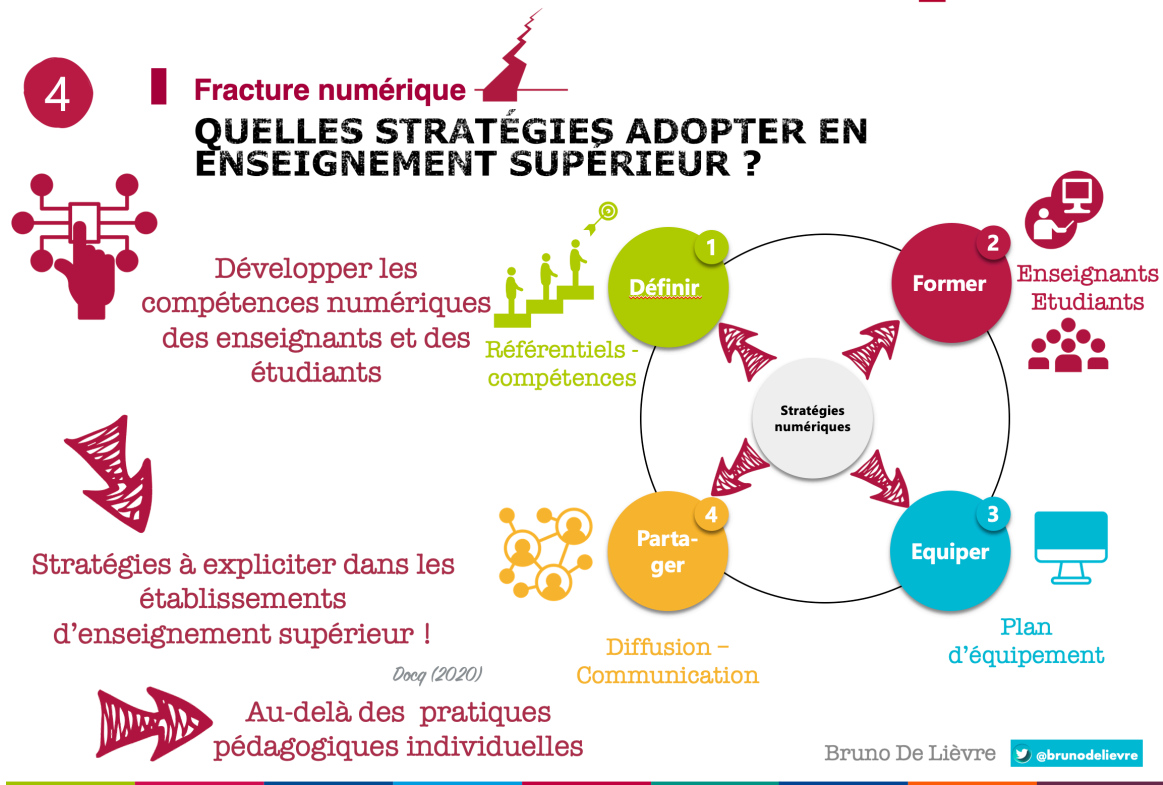 4
Fracture numérique
QUELLES STRATÉGIES ADOPTER EN
ENSEIGNEMENT SUPÉRIEUR ?
Développer les
compétences numériques
des enseignants et des
étudiants
Stratégies à expliciter dans les
établissements
d'enseignement supérieur !
Docq (2020)
Au-delà des pratiques
pédagogiques individuelles
1
Définir
Référentiels -
compétences
2
Former
Enseignants
Etudiants
Stratégies
numériques
4
Parta-
ger
Diffusion –
Communication
3
Equiper
Plan
d'équipement
Bruno De Lièvre
@brunodelievre